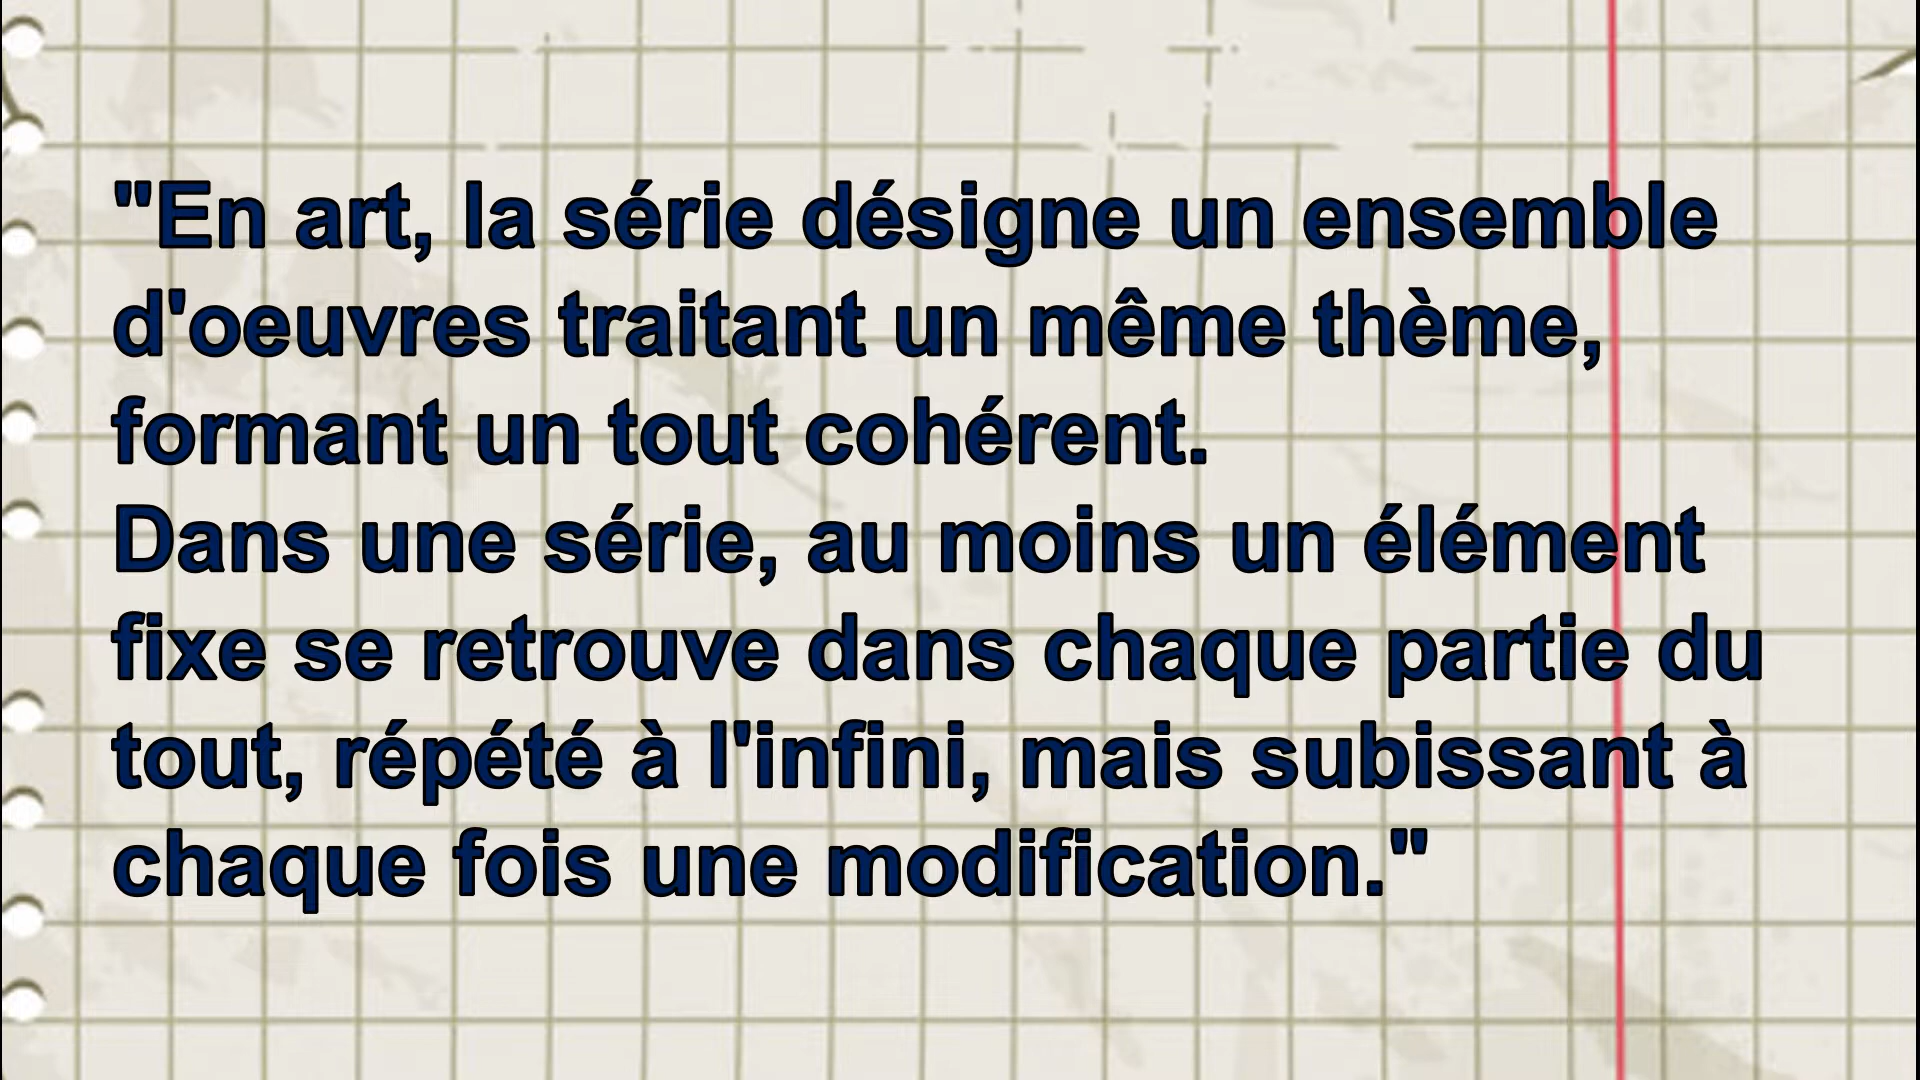 "En art, la série désigne un ensemble
d'oeuvres traitant un même thème,
formant un tout cohérent.
Dans une série, au moins un élément
fixe se retrouve dans chaque partie du
tout, répété à l'infini, mais subissant à
chaque fois une modification."